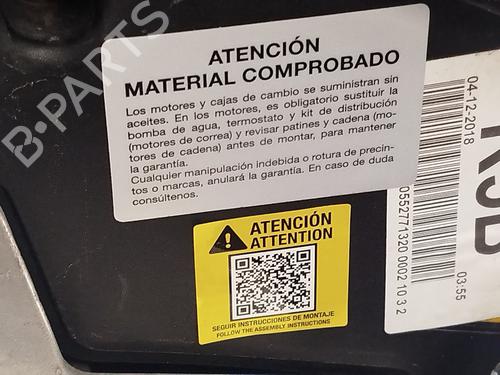 B-PARTS
ATENCIÓN
MATERIAL COMPROBADO
Los motores y cajas de cambio se suministran sin
aceites. En los motores, es obligatorio sustituir la
bomba de agua, termostato y kit de distribución
(motores de correa) y revisar patines y cadena (mo-
tores de cadena) antes de montar, para mantener
la garantía.
Cualquier manipulación indebida o rotura de precin-
tos o marcas, anulará la garantía. En caso de duda
consúltenos.
ATENCIÓN
ATTENTION
SEGUIR INSTRUCCIONES DE MONTAJE
FOLLOW THE ASSEMBLY INSTRUCTIONS
04-12-2018
03:55
0552771320 0002 10 3 2